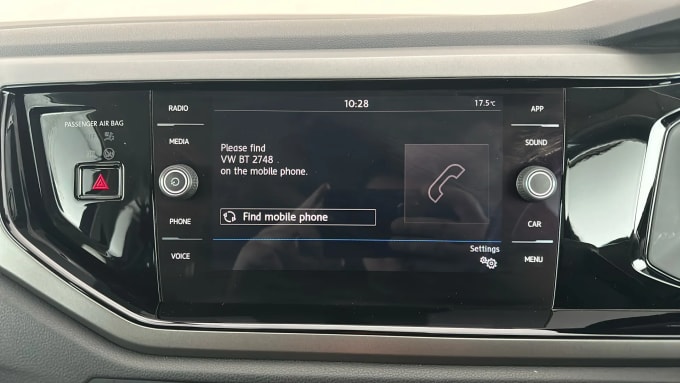 10:28
17.5°C
RADIO
MEDIA
PHONE
VOICE
PASSENGER AIR BAG
Please find
VW BT 2748
on the mobile phone.
Find mobile phone
Settings
APP
SOUND
CAR
MENU